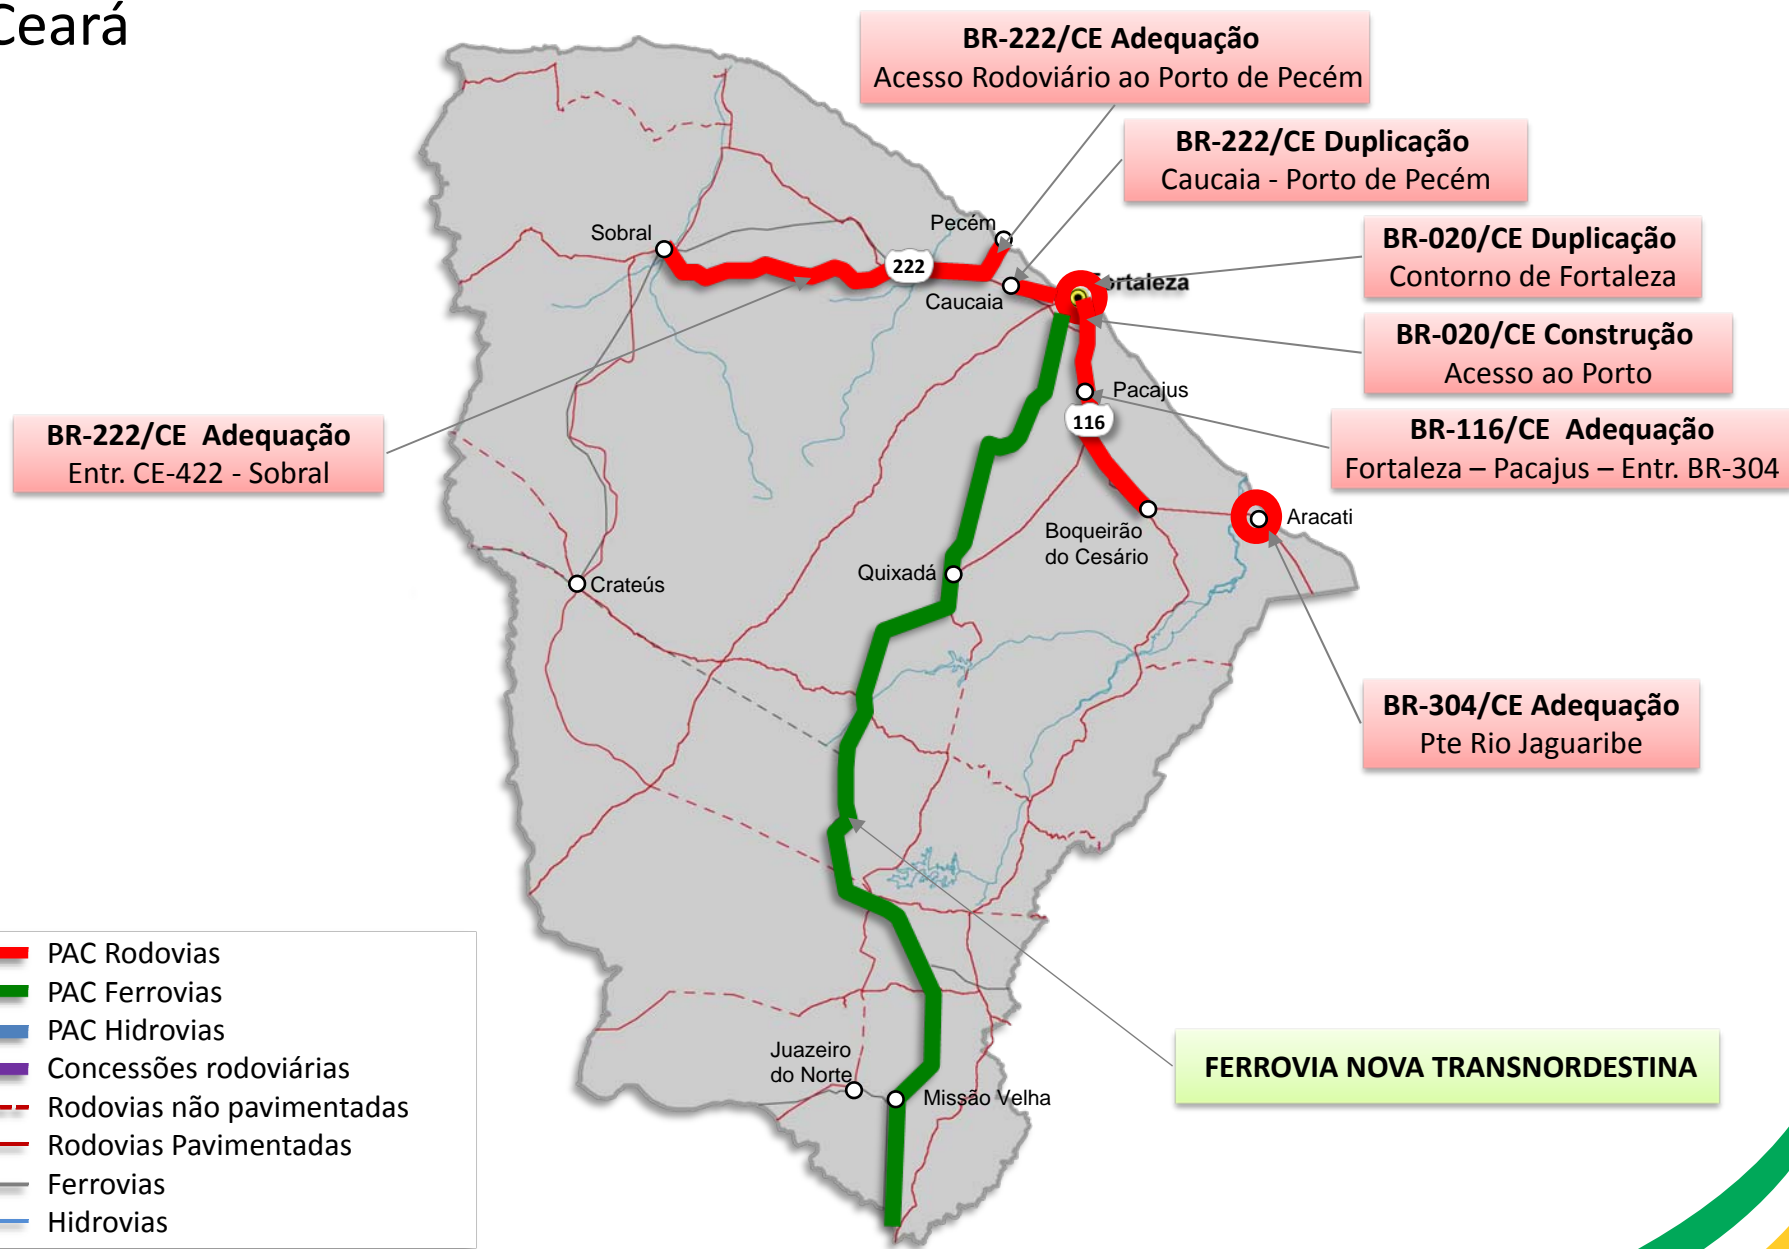 Ceará
BR-222/CE Adequação
Acesso Rodoviário ao Porto de Pecém
BR-222/CE Duplicação
Caucaia - Porto de Pecém
BR-020/CE Duplicação
Contorno de Fortaleza
BR-020/CE Construção
Acesso ao Porto
BR-116/CE Adequação
Fortaleza – Pacajus – Entr. BR-304
BR-222/CE Adequação
Entr. CE-422 - Sobral
BR-304/CE Adequação
Pte Rio Jaguaribe
FERROVIA NOVA TRANSNORDESTINA
Sobral
Pecém
222
Caucaia
Fortaleza
Pacajus
116
Boqueirão
do Cesário
Aracati
Quixadá
Crateús
Juazeiro
do Norte
Missão Velha
PAC Rodovias
PAC Ferrovias
PAC Hidrovias
Concessões rodoviárias
Rodovias não pavimentadas
Rodovias Pavimentadas
Ferrovias
Hidrovias